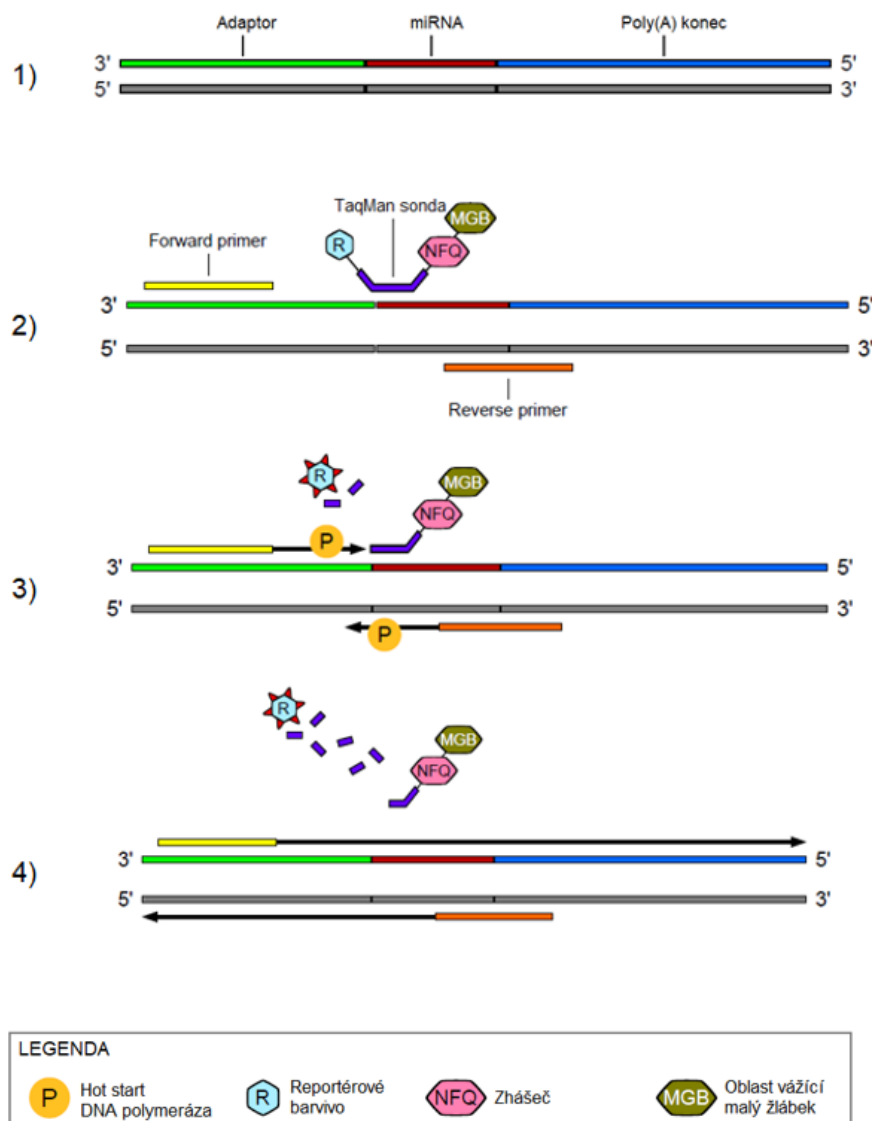 Adaptor miRNA Poly(A) konec
1)
3' 5'
5' 3'
TaqMan sonda
MGB
Forward primer
R
NFQ
3' 5'
2)
5' 3'
Reverse primer
R
MGB
NFQ
P
3' 5'
3)
5' 3'
P
R
MGB
NFQ
3' 5'
4)
5' 3'
LEGENDA
P Hot start DNA polymeráza
R Reportérové barvivo
NFQ Zhášeč
MGB Oblast vážící malý žlábek